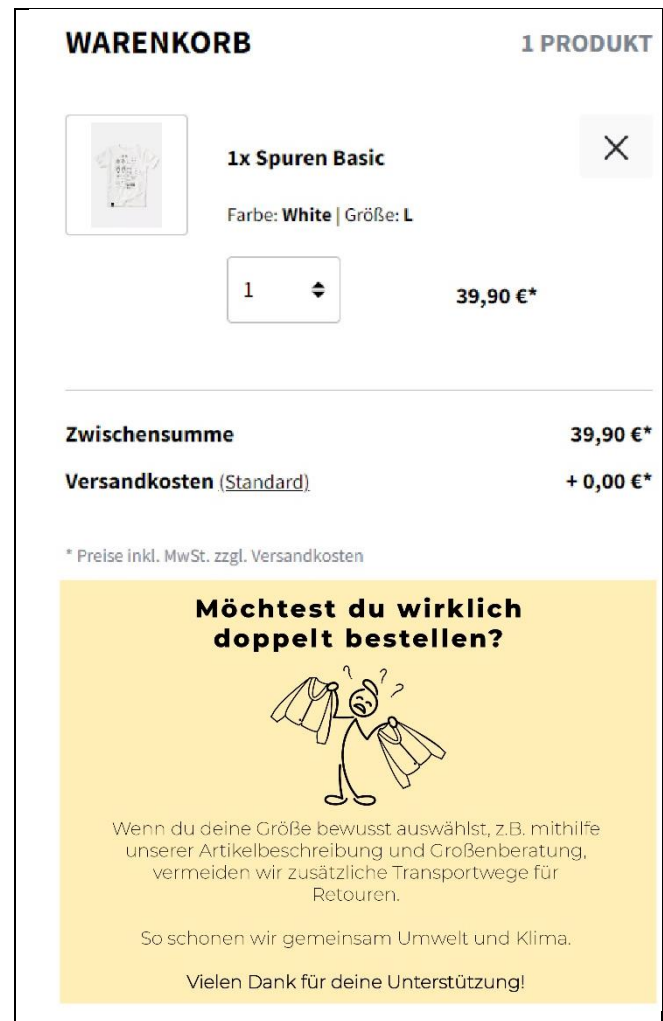 WARENKORB 1 PRODUKT
1x Spuren Basic
Farbe: White | Größe: L
1 39,90 €*
Zwischensumme 39,90 €*
Versandkosten (Standard) + 0,00 €*
* Preise inkl. MwSt. zzgl. Versandkosten
Möchtest du wirklich
doppelt bestellen?
? ? ?
Wenn du deine Größe bewusst auswählst, z.B. mithilfe
unserer Artikelbeschreibung und Großenberatung,
vermeiden wir zusätzliche Transportwege für
Retouren.
So schonen wir gemeinsam Umwelt und Klima.
Vielen Dank für deine Unterstützung!